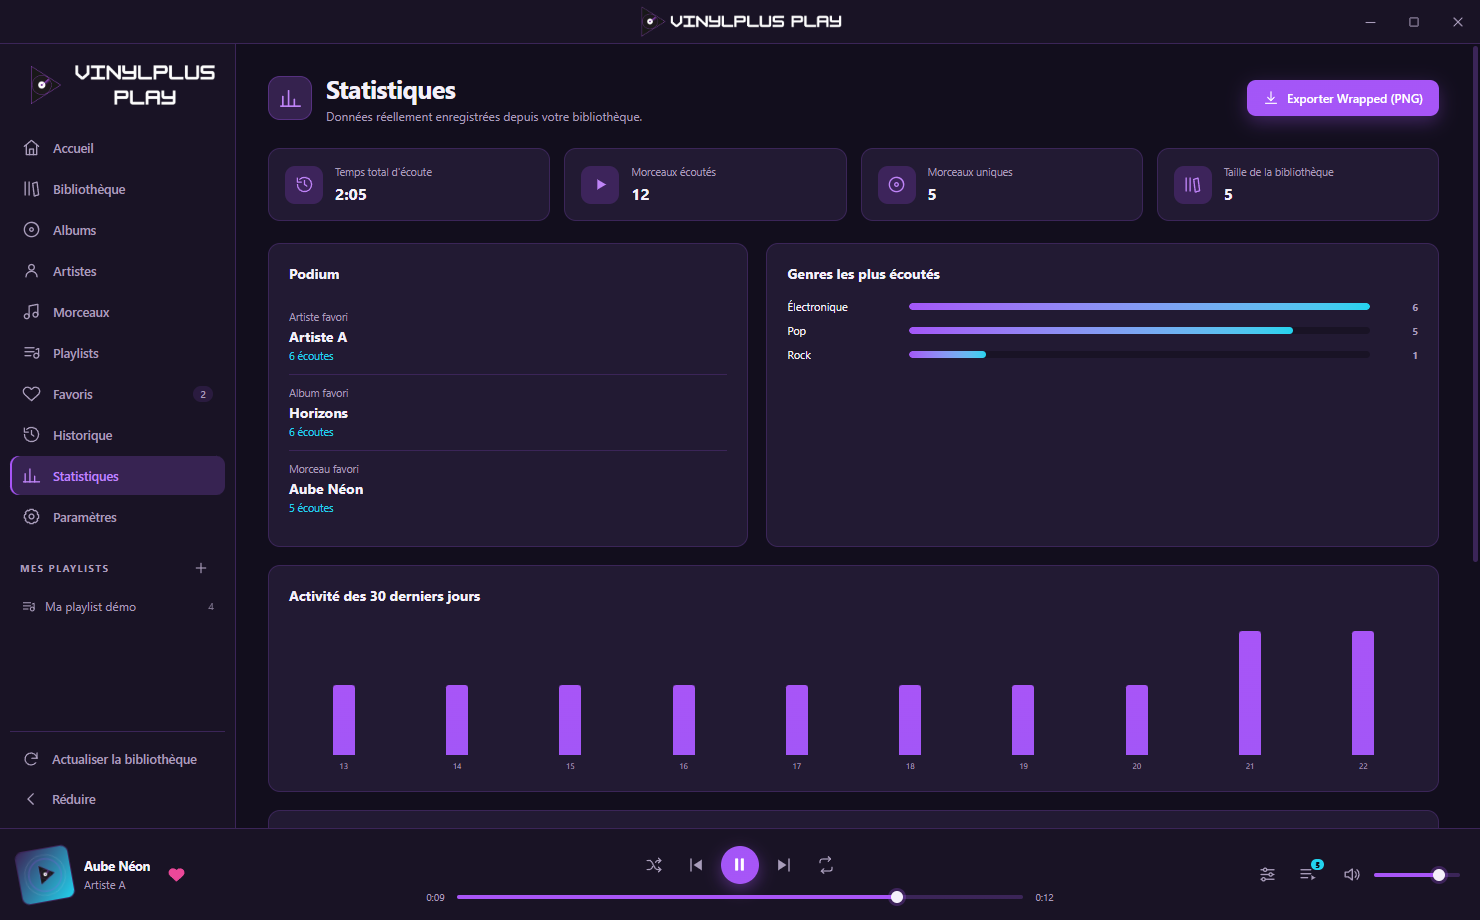 VINYLPLUS PLAY
VINYLPLUS
PLAY
Accueil
Bibliothèque
Albums
Artistes
Morceaux
Playlists
Favoris 2
Historique
Statistiques
Paramètres
MES PLAYLISTS
Ma playlist démo 4
Actualiser la bibliothèque
Réduire
Statistiques
Données réellement enregistrées depuis votre bibliothèque.
Exporter Wrapped (PNG)
Temps total d'écoute
2:05
Morceaux écoutés
12
Morceaux uniques
5
Taille de la bibliothèque
5
Podium
Artiste favori
Artiste A
6 écoutes
Album favori
Horizons
6 écoutes
Morceau favori
Aube Néon
5 écoutes
Genres les plus écoutés
Électronique 6
Pop 5
Rock 1
Activité des 30 derniers jours
13 14 15 16 17 18 19 20 21 22
Aube Néon
Artiste A
0:09
0:12
5